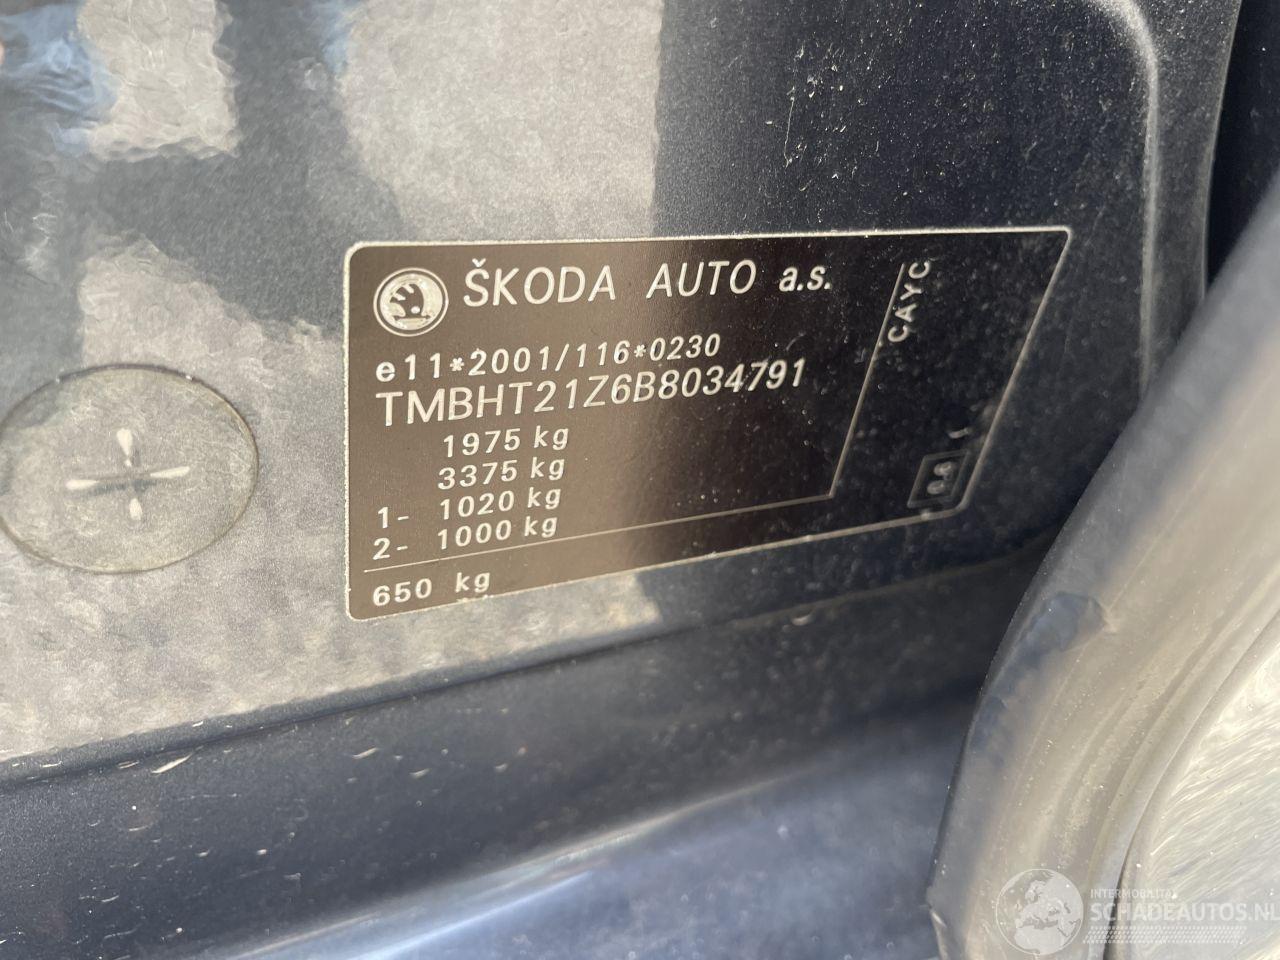 ŠKODA AUTO a.s.
e11*2001/116*0230
TMBHT21Z6B8034791
1975 kg
3375 kg
1- 1020 kg
2- 1000 kg
650 kg
CAYC
INTERMOBILITAS
SCHADEAUTOS.NL